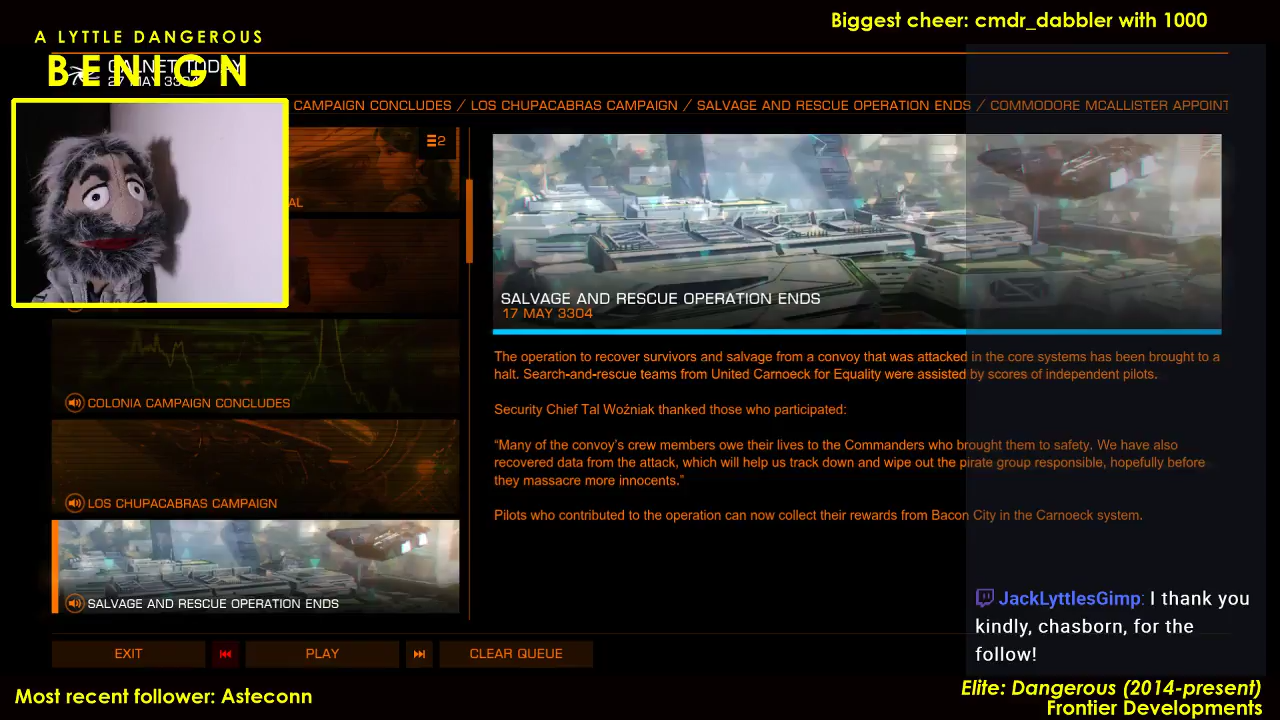 Biggest cheer: cmdr_dabbler with 1000
A LYTTLE DANGEROUS
BENIGN
GALNET TODAY
27 MAY 3304
CAMPAIGN CONCLUDES / LOS CHUPACABRAS CAMPAIGN / SALVAGE AND RESCUE OPERATION ENDS / COMMODORE MCALLISTER APPOINT
2
AL
COLONIA CAMPAIGN CONCLUDES
LOS CHUPACABRAS CAMPAIGN
SALVAGE AND RESCUE OPERATION ENDS
SALVAGE AND RESCUE OPERATION ENDS
17 MAY 3304
The operation to recover survivors and salvage from a convoy that was attacked in the core systems has been brought to a
halt. Search-and-rescue teams from United Carnoeck for Equality were assisted by scores of independent pilots.
Security Chief Tal Woźniak thanked those who participated:
“Many of the convoy's crew members owe their lives to the Commanders who brought them to safety. We have also
recovered data from the attack, which will help us track down and wipe out the pirate group responsible, hopefully before
they massacre more innocents.”
Pilots who contributed to the operation can now collect their rewards from Bacon City in the Carnoeck system.
JackLyttlesGimp: I thank you
kindly, chasborn, for the
follow!
EXIT
PLAY
CLEAR QUEUE
Most recent follower: Asteconn
Elite: Dangerous (2014-present)
Frontier Developments